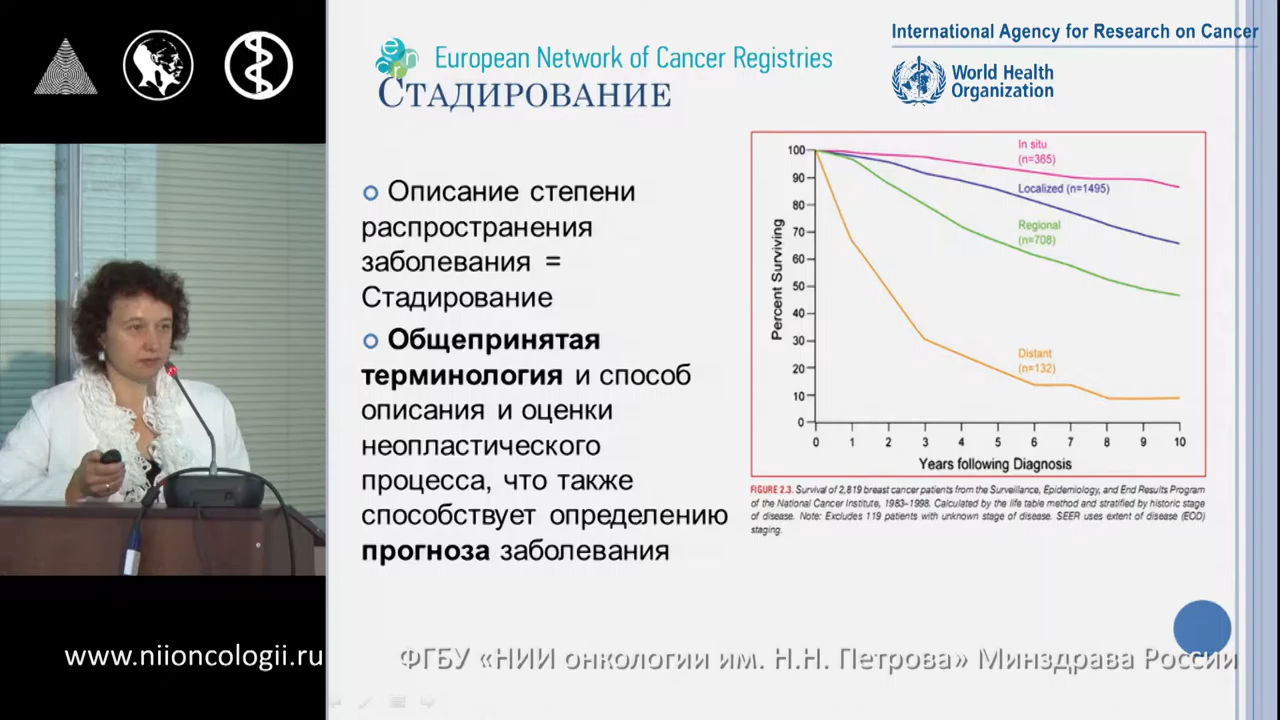 European Network of Cancer Registries
International Agency for Research on Cancer
World Health
Organization
СТАДИРОВАНИЕ
Описание степени
распространения
заболевания =
Стадирование
Общепринятая
терминология и способ
описания и оценки
неопластического
процесса, что также
способствует определению
прогноза заболевания
Percent Surviving
100
90
80
70
60
50
40
30
20
10
0
In situ
(n=365)
Localized (n=1495)
Regional
(n=708)
Distant
(n=132)
0 1 2 3 4 5 6 7 8 9 10
Years following Diagnosis
FIGURE 2.3. Survival of 2,819 breast cancer patients from the Surveillance, Epidemiology, and End Results Program
of the National Cancer Institute, 1983–1998. Calculated by the life table method and stratified by historic stage
of disease. Note: Excludes 119 patients with unknown stage of disease. SEER uses extent of disease (EOD)
staging.
www.niioncologii.ru
ФГБУ «НИИ онкологии им. Н.Н. Петрова» Минздрава России